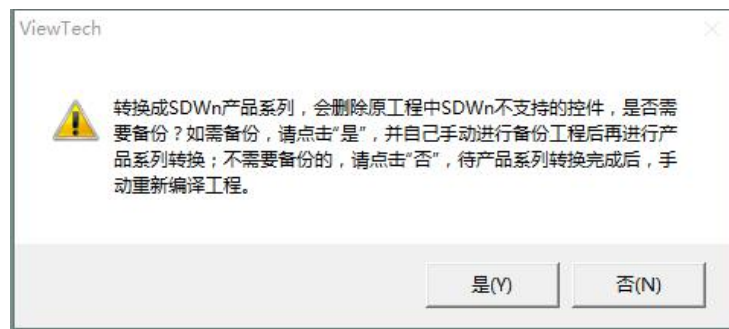 ViewTech
转换成SDWn产品系列，会删除原工程中SDWn不支持的控件，是否需
要备份？如需备份，请点击“是”，并自己手动进行备份工程后再进行产
品系列转换；不需要备份的，请点击“否”，待产品系列转换完成后，手
动重新编译工程。
是(Y)
否(N)